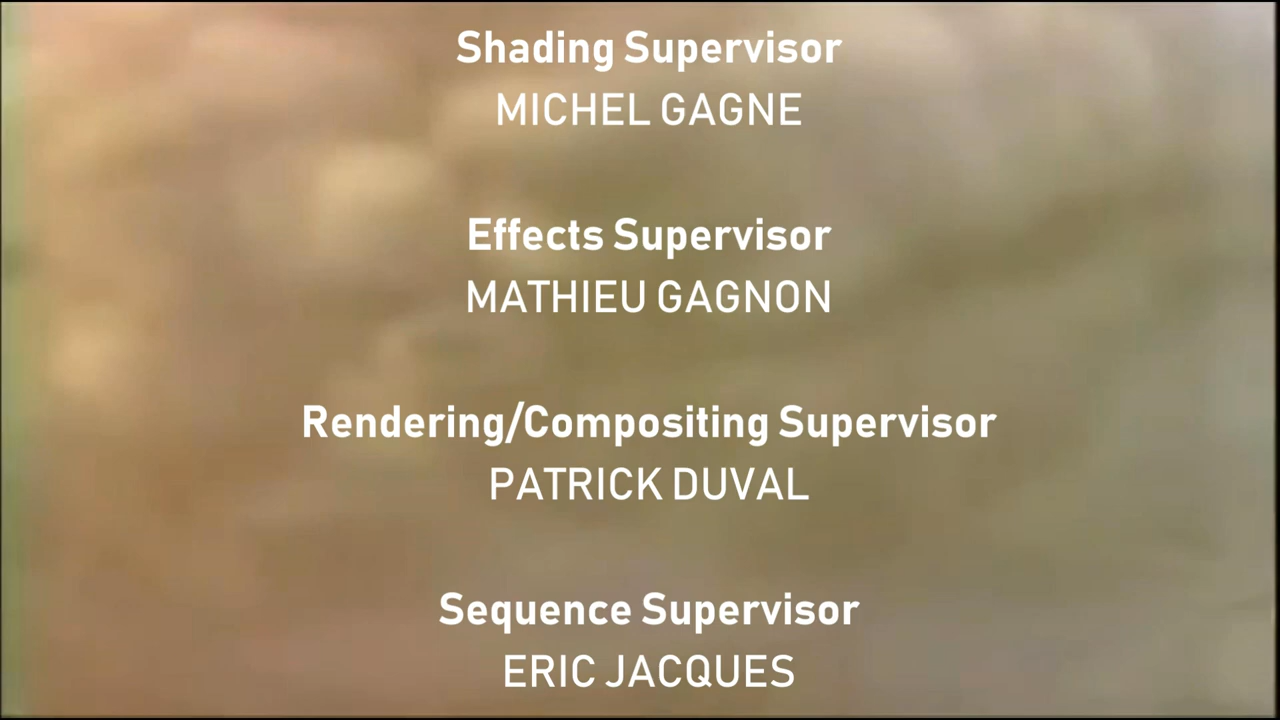 Shading Supervisor
MICHEL GAGNE
Effects Supervisor
MATHIEU GAGNON
Rendering/Compositing Supervisor
PATRICK DUVAL
Sequence Supervisor
ERIC JACQUES